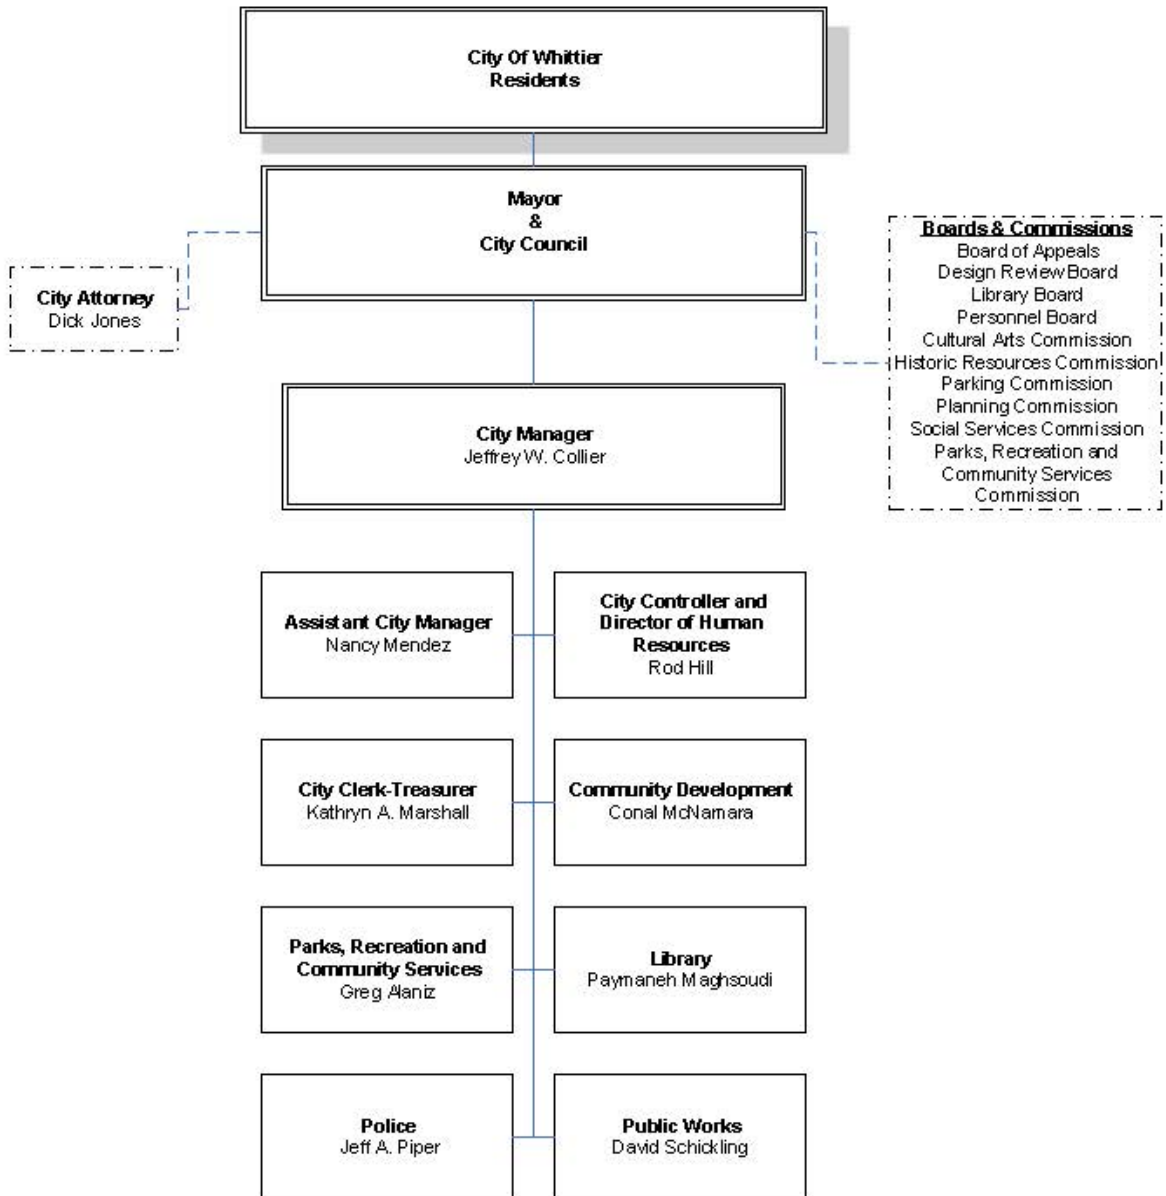 City Of Whittier
Residents
Mayor
&
City Council
City Attorney
Dick Jones
Boards & Commissions
Board of Appeals
Design Review Board
Library Board
Personnel Board
Cultural Arts Commission
Historic Resources Commission
Parking Commission
Planning Commission
Social Services Commission
Parks, Recreation and
Community Services
Commission
City Manager
Jeffrey W. Collier
Assistant City Manager
Nancy Mendez
City Controller and
Director of Human
Resources
Rod Hill
City Clerk-Treasurer
Kathryn A. Marshall
Community Development
Conal McNamara
Parks, Recreation and
Community Services
Greg Alaniz
Library
Paymaneh Maghsoudi
Police
Jeff A. Piper
Public Works
David Schickling